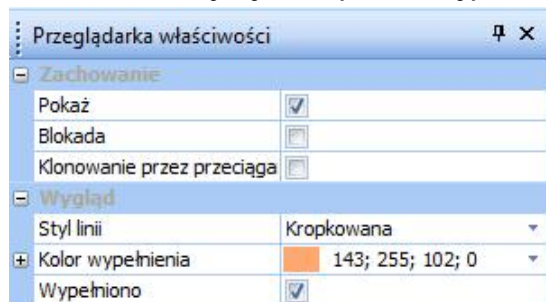 Przeglądarka właściwości
Zachowanie
Pokaż
Blokada
Klonowanie przez przeciąga
Wygląd
Styl linii Kropkowana
Kolor wypełnienia 143; 255; 102; 0
Wypełniono